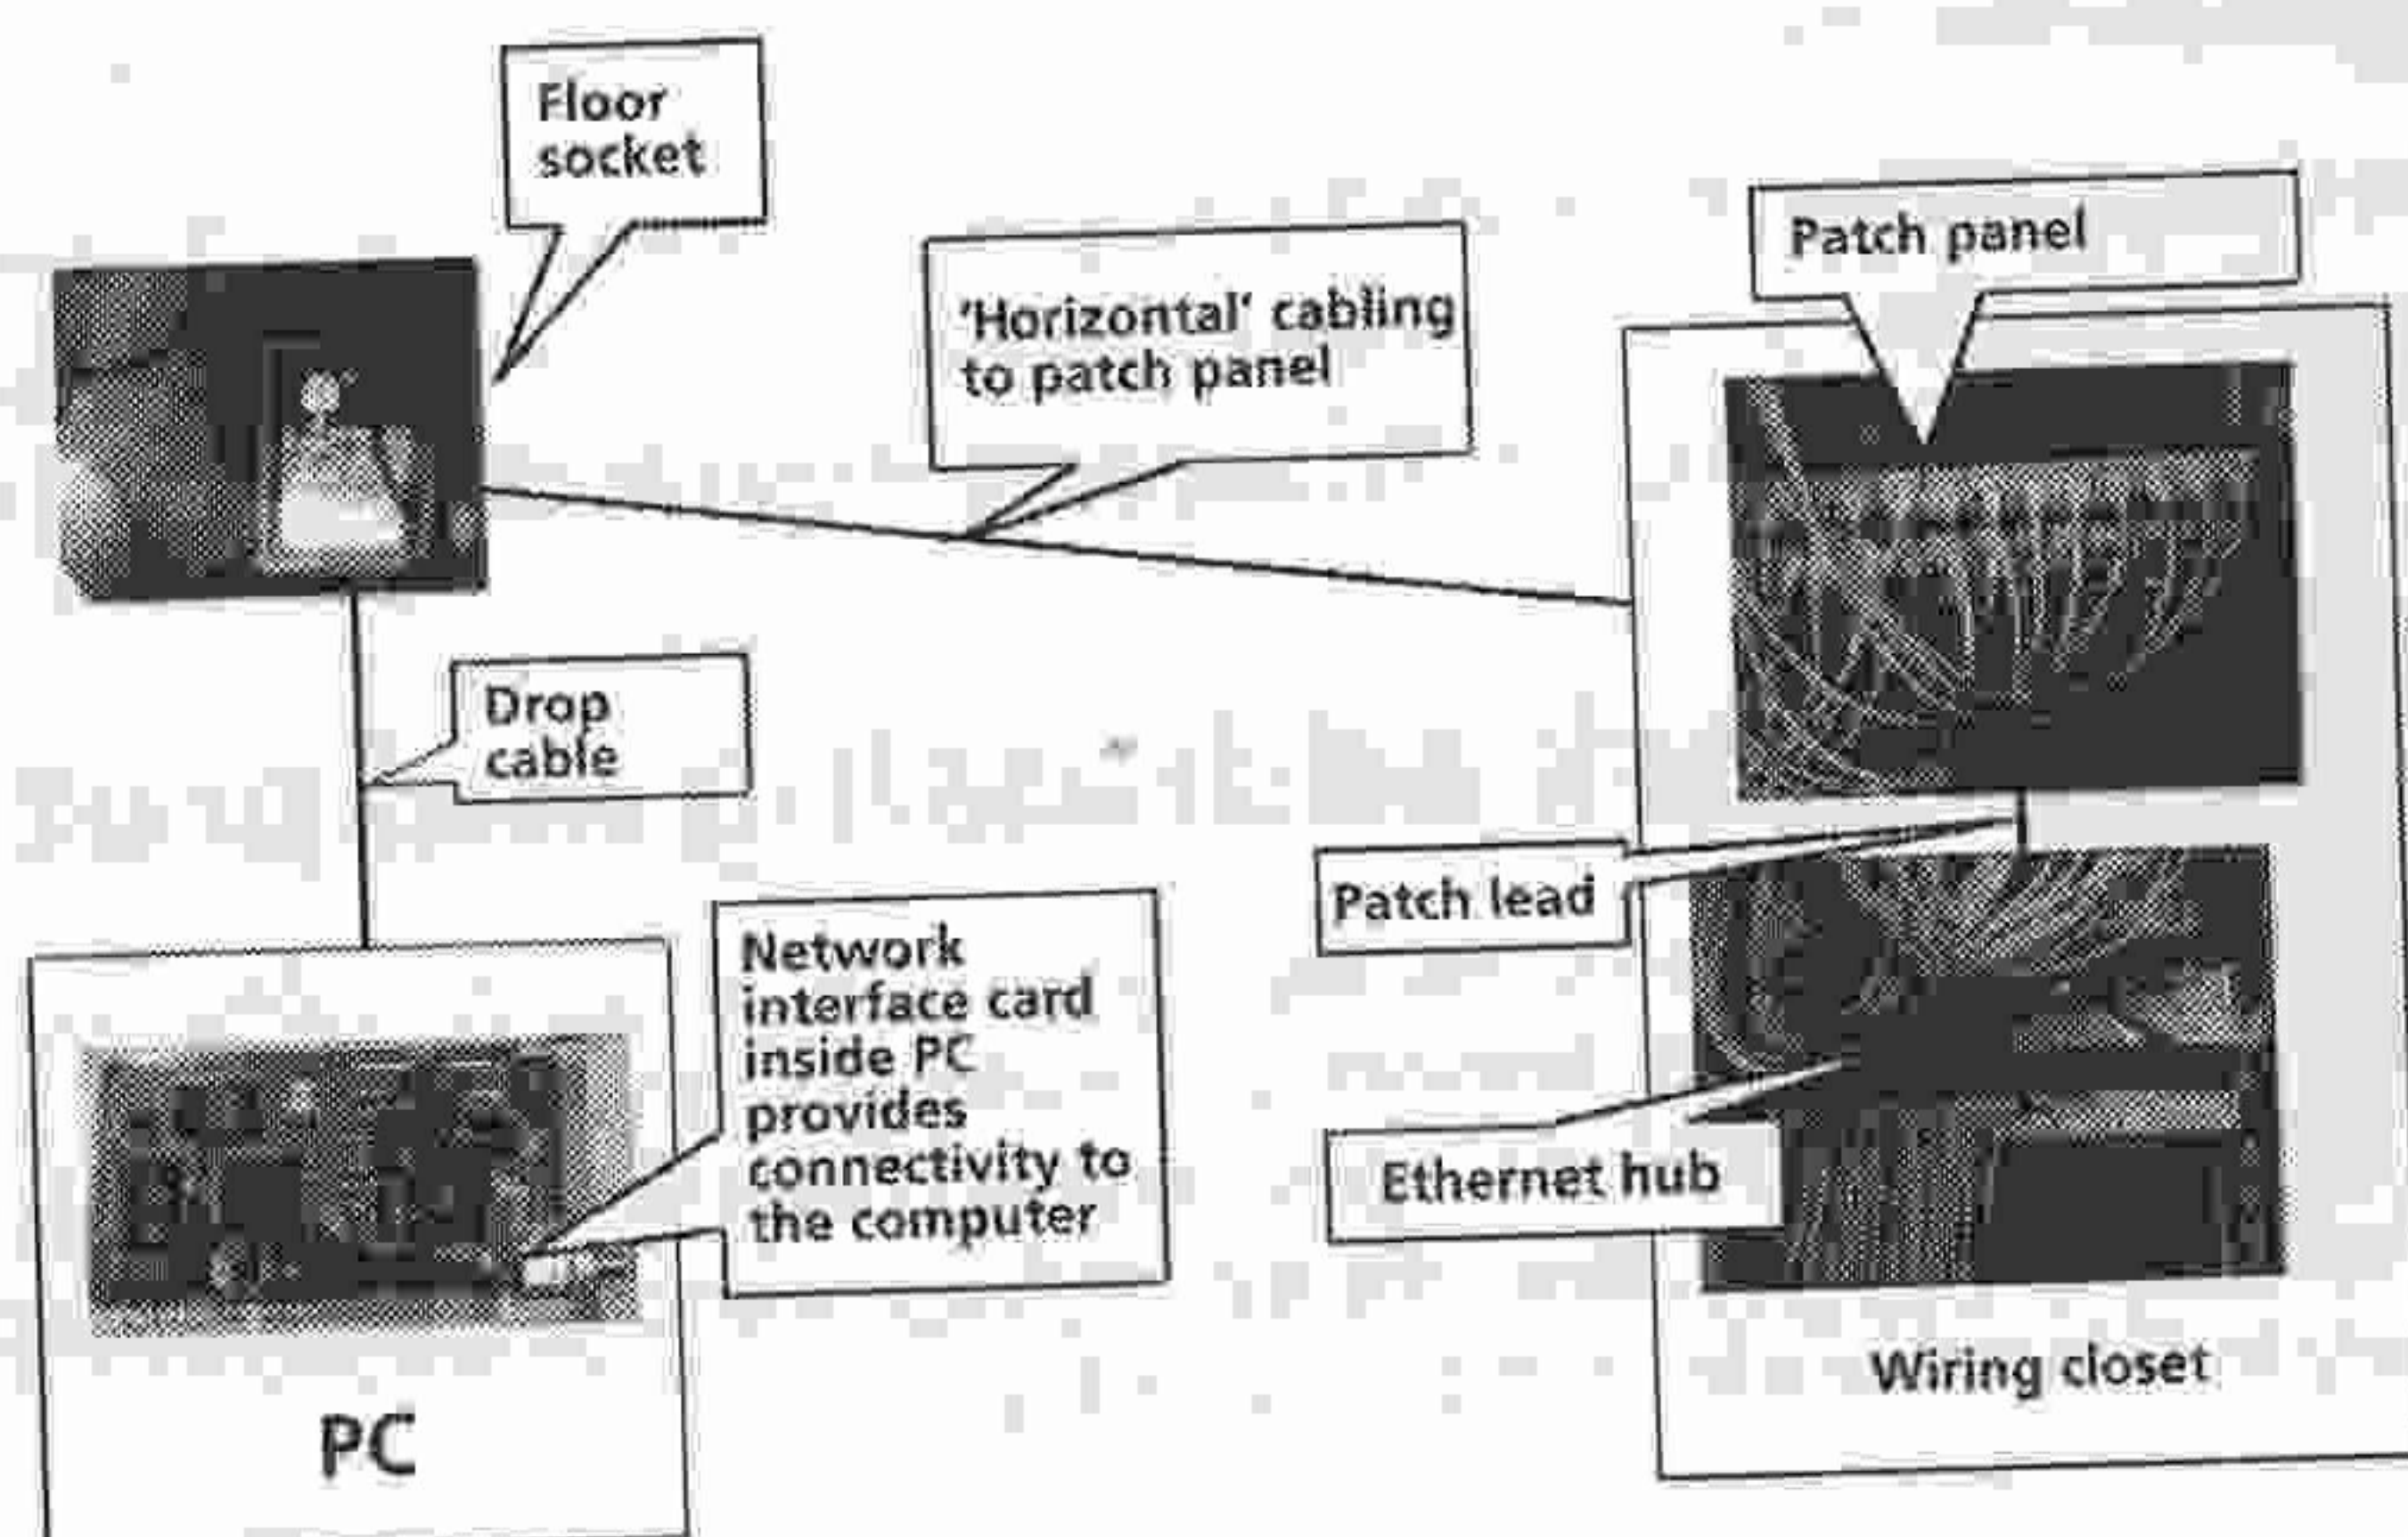 Floor
socket
Patch panel
'Horizontal' cabling
to patch panel
Drop
cable
Patch lead
Network
interface card
inside PC
provides
connectivity to
the computer
Ethernet hub
Wiring closet
PC